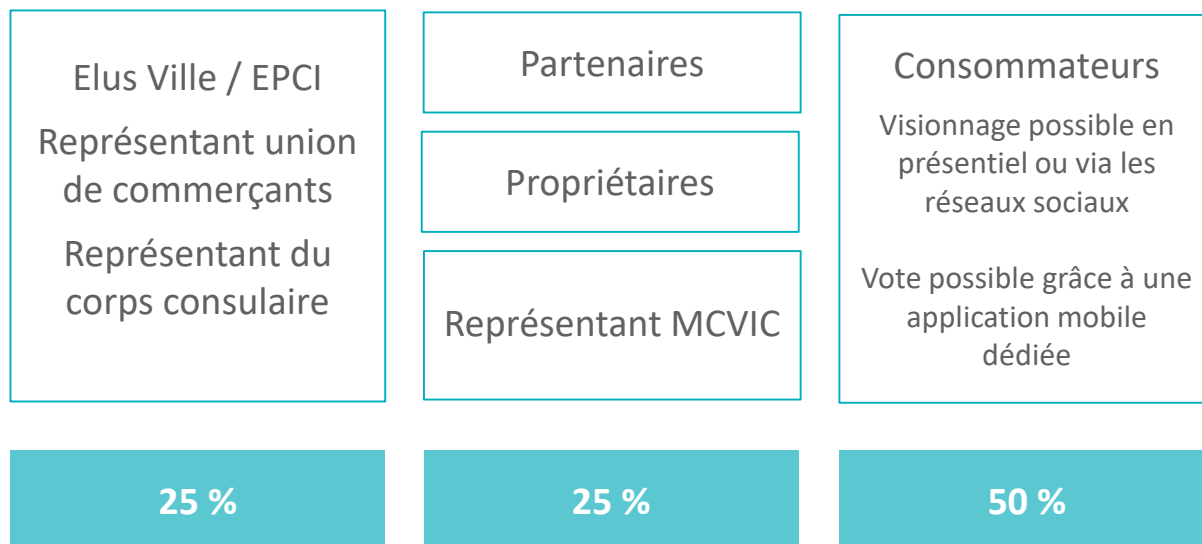 Elus Ville / EPCI
Représentant union
de commerçants
Représentant du
corps consulaire
25 %
Partenaires
Propriétaires
Représentant MCVIC
25 %
Consommateurs
Visionnage possible en
présentiel ou via les
réseaux sociaux
Vote possible grâce à une
application mobile
dédiée
50 %